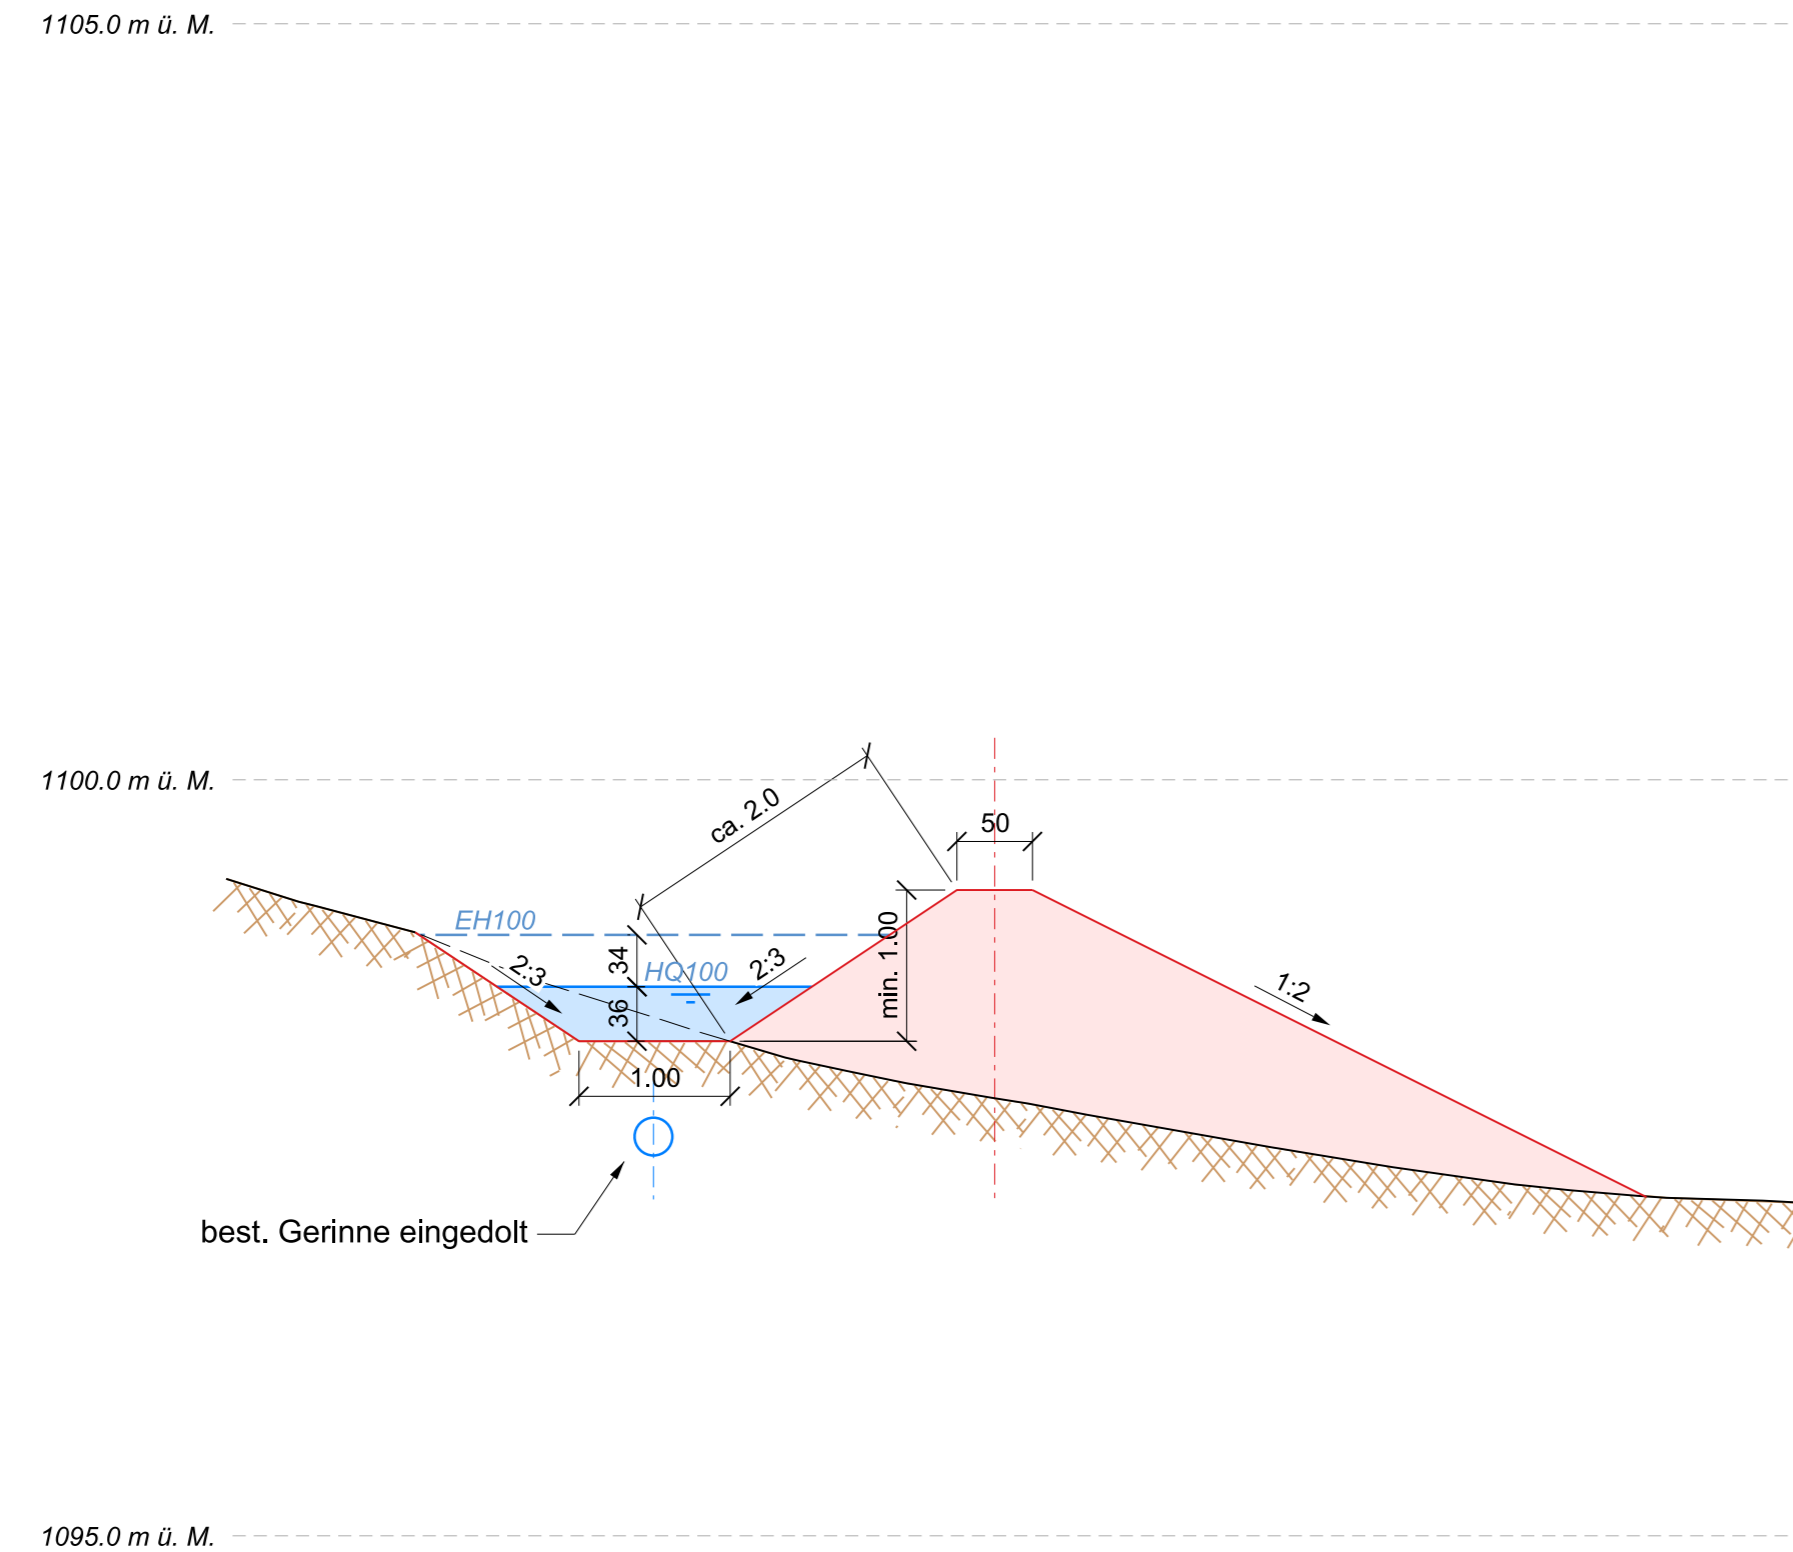 1105.0 m ü. M.
1100.0 m ü. M.
ca. 2.0
50
EH100
34
HQ100
2:3
2:3
min. 1.00
36
1:2
1.00
best. Gerinne eingedolt
1095.0 m ü. M.